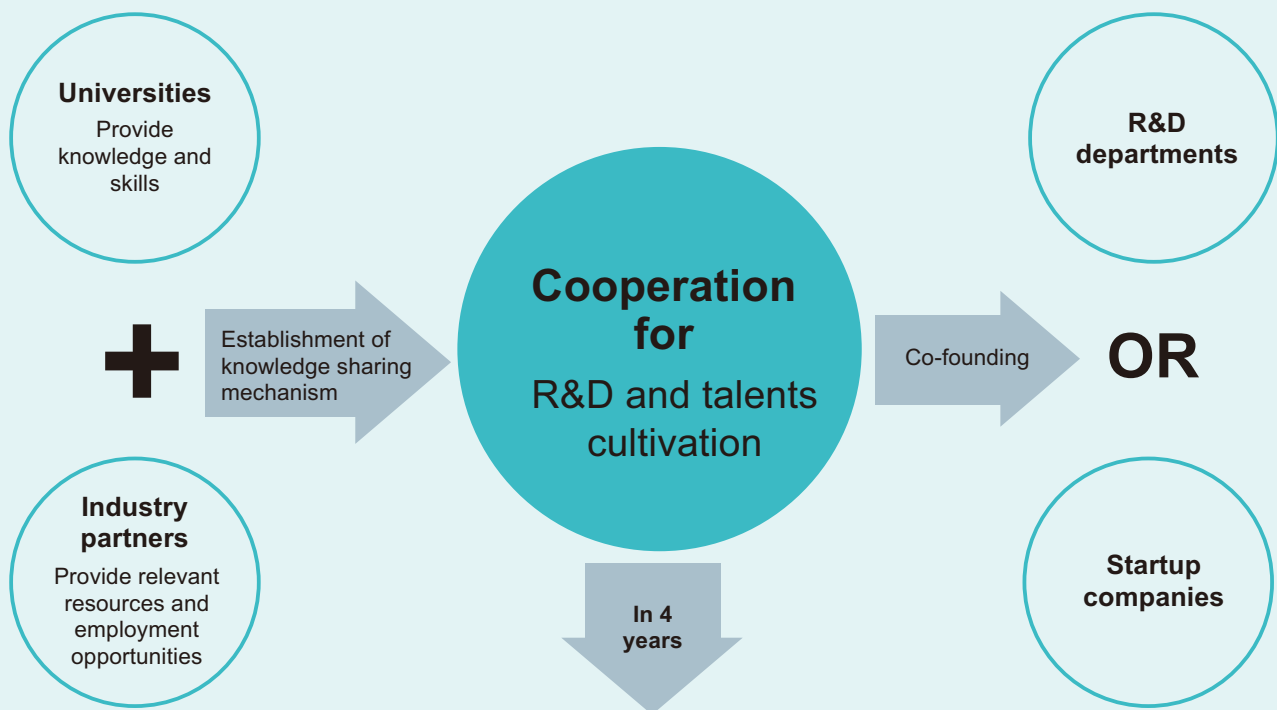 Universities
Provide
knowledge and
skills
+
Industry
partners
Provide relevant
resources and
employment
opportunities
Establishment of
knowledge sharing
mechanism
Cooperation
for
R&D and talents
cultivation
In 4
years
Co-founding
R&D
departments
OR
Startup
companies